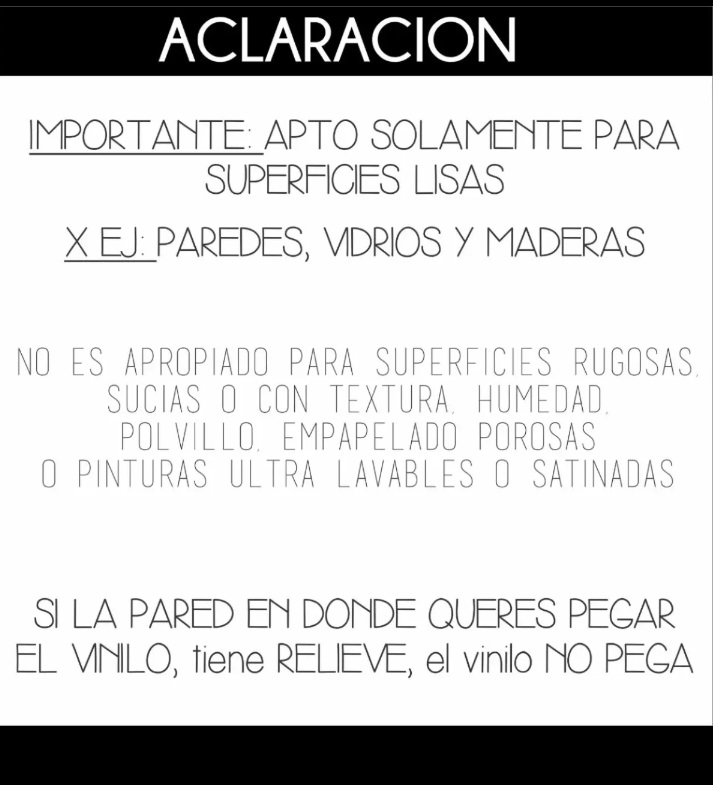 ACLARACION
IMPORTANTE: APTO SOLAMENTE PARA
SUPERFICIES LISAS
X EJ: PAREDES, VIDRIOS Y MADERAS
NO ES APROPIADO PARA SUPERFICIES RUGOSAS,
SUCIAS O CON TEXTURA, HUMEDAD,
POLVILLO, EMPAPELADO POROSAS
O PINTURAS ULTRA LAVABLES O SATINADAS
SI LA PARED EN DONDE QUERES PEGAR
EL VINILO, tiene RELIEVE, el vinilo NO PEGA